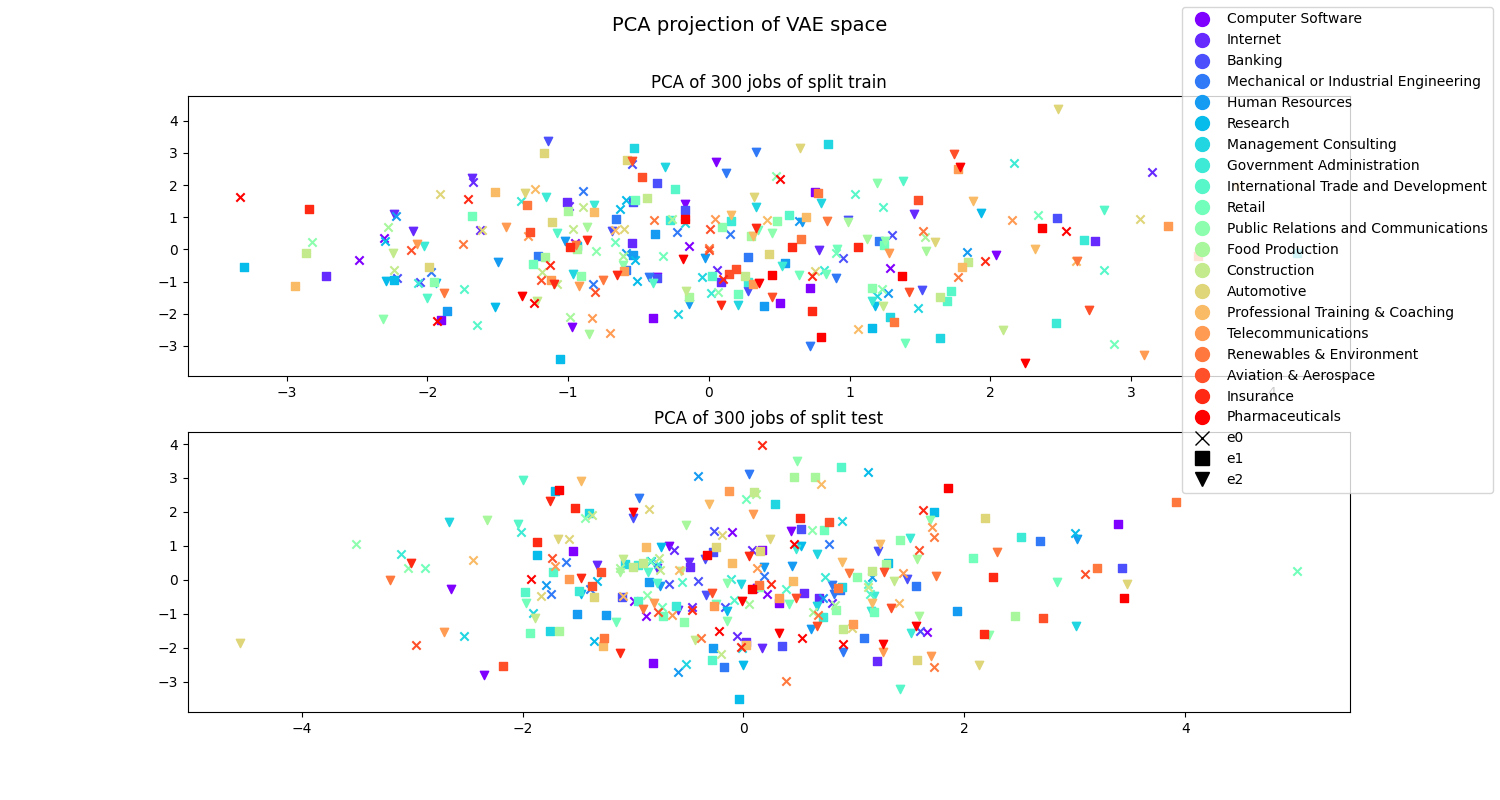 PCA projection of VAE space
PCA of 300 jobs of split train
4
3
2
1
0
−1
−2
−3
−3
−2
−1
0
1
2
3
4
PCA of 300 jobs of split test
4
3
2
1
0
−1
−2
−3
−4
−2
0
2
4
Computer Software
Internet
Banking
Mechanical or Industrial Engineering
Human Resources
Research
Management Consulting
Government Administration
International Trade and Development
Retail
Public Relations and Communications
Food Production
Construction
Automotive
Professional Training & Coaching
Telecommunications
Renewables & Environment
Aviation & Aerospace
Insurance
Pharmaceuticals
e0
e1
e2